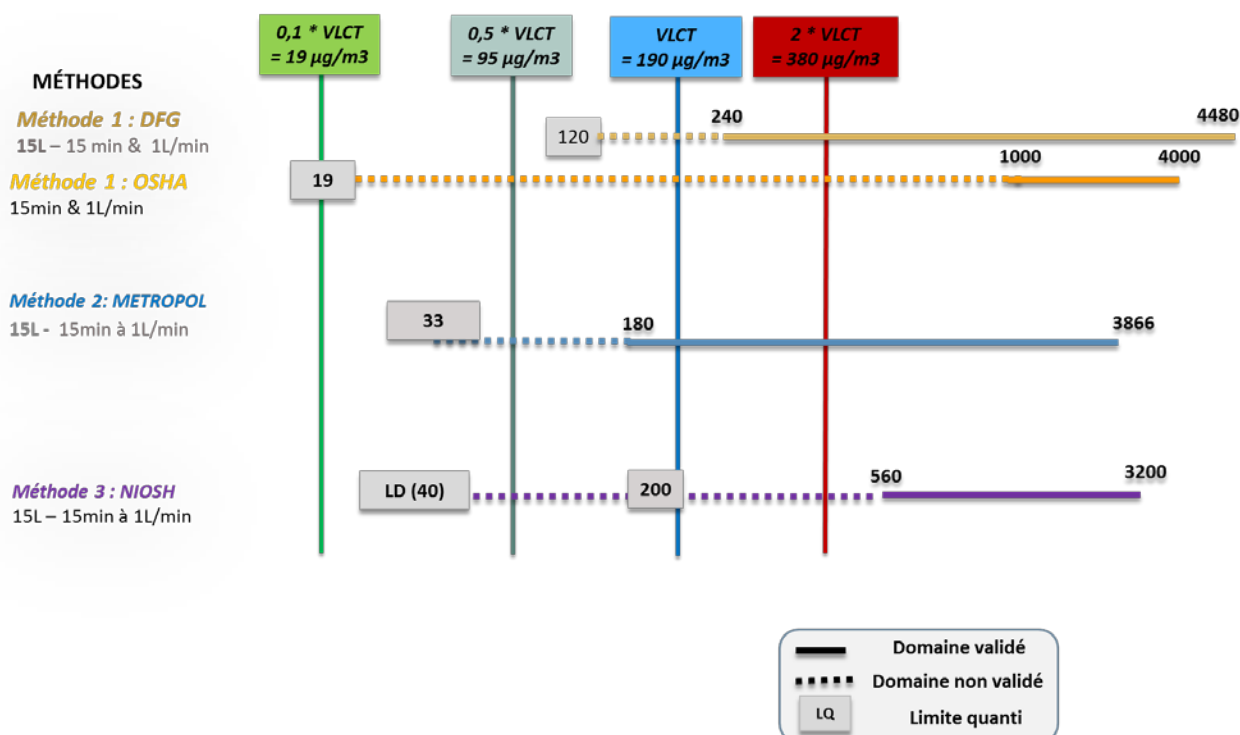 0,1 * VLCT
= 19 µg/m3
0,5 * VLCT
= 95 µg/m3
VLCT
= 190 µg/m3
2 * VLCT
= 380 µg/m3
MÉTHODES
Méthode 1 : DFG
15L – 15 min & 1L/min
120
240
4480
Méthode 1 : OSHA
15min & 1L/min
19
1000
4000
Méthode 2: METROPOL
15L - 15min à 1L/min
33
180
3866
Méthode 3 : NIOSH
15L – 15min à 1L/min
LD (40)
200
560
3200
Domaine validé
Domaine non validé
LQ
Limite quanti